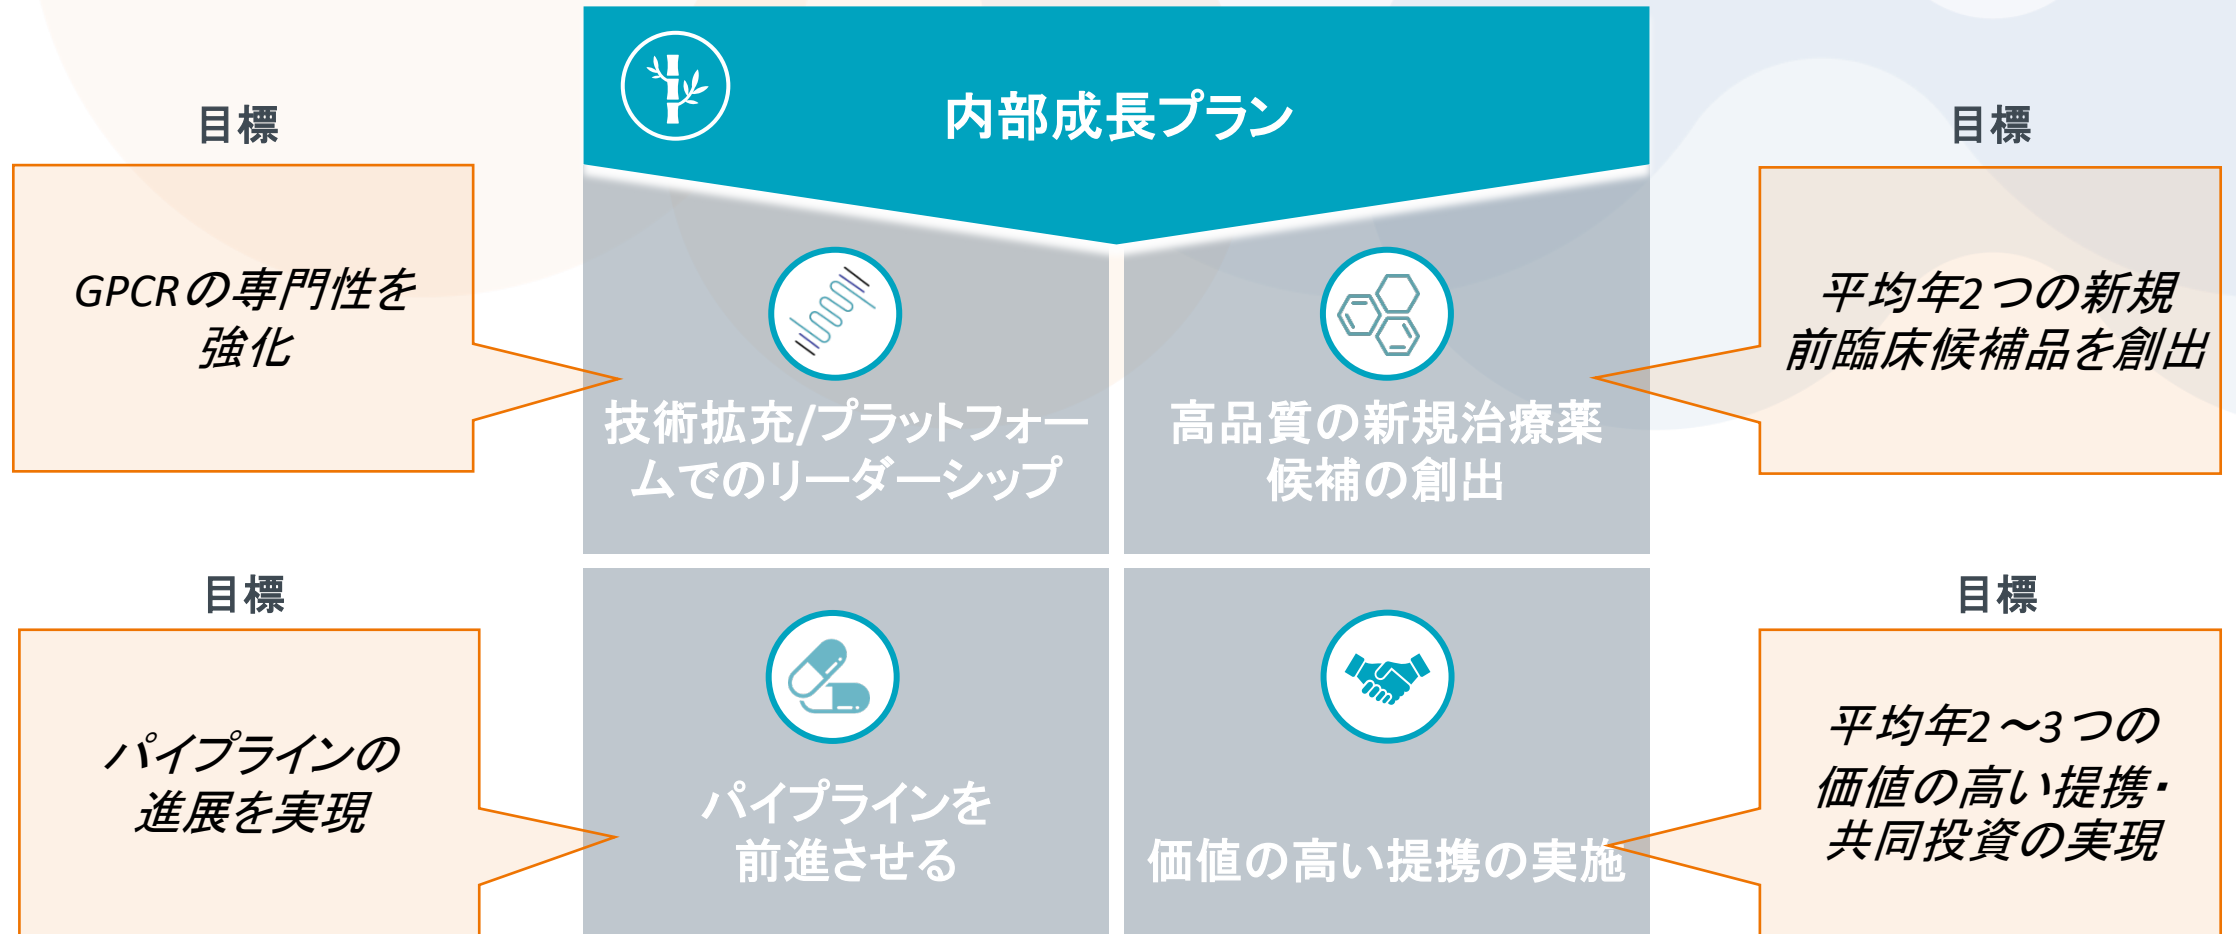 内部成長プラン
目標
GPCRの専門性を
強化
技術拡充/プラットフォー
ムでのリーダーシップ
高品質の新規治療薬
候補の創出
目標
平均年2つの新規
前臨床候補品を創出
目標
パイプラインの
進展を実現
パイプラインを
前進させる
価値の高い提携の実施
目標
平均年2～3つの
価値の高い提携・
共同投資の実現